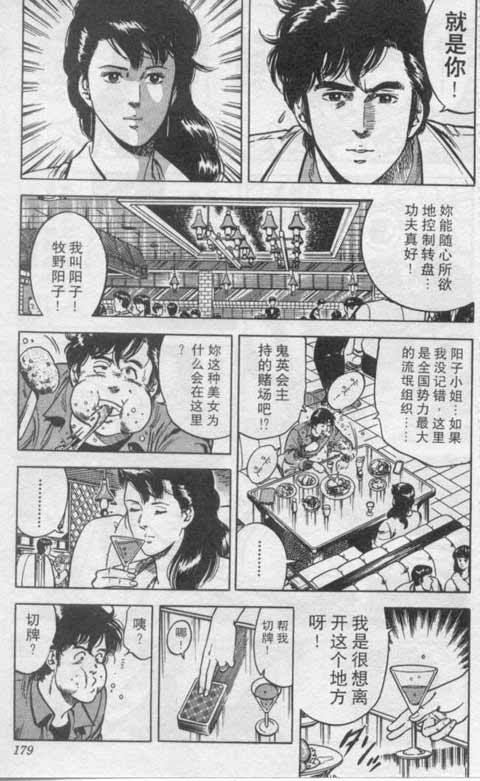 就是你！
妳能随心所欲
地控制转盘…
功夫真好！
我叫阳子！
牧野阳子！
阳子小姐…如果
我没记错，这里
是全国势力最大
的流氓组织……
鬼英会主
持的赌场吧！？
妳这种美女为
什么会在这里
？
…………
…………
我是很想离
开这个地方
呀！
帮我
切牌！
唰！
咦？
切牌？
179